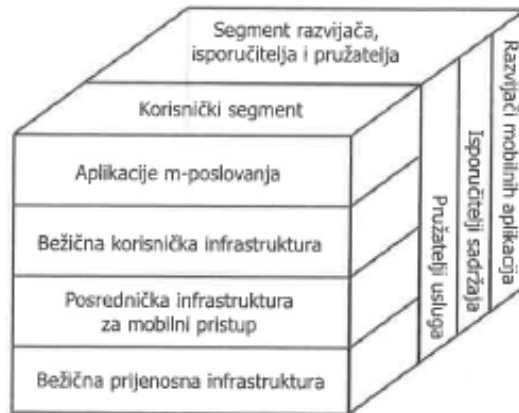 Segment razvijača,
isporučitelja i pružatelja
Korisnički segment
Aplikacije m-poslovanja
Bežična korisnička infrastruktura
Posrednička infrastruktura
za mobilni pristup
Bežična prijenosna infrastruktura
Pružatelji usluga
Isporučitelji sadržaja
Razvijači mobilnih aplikacija